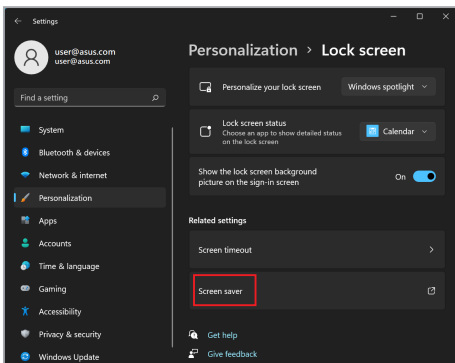 Settings
user@asus.com
user@asus.com
Find a setting
System
Bluetooth & devices
Network & internet
Personalization
Apps
Accounts
Time & language
Gaming
Accessibility
Privacy & security
Windows Update
Personalization > Lock screen
Personalize your lock screen
Windows spotlight
Lock screen status
Choose an app to show detailed status
on the lock screen
Calendar
Show the lock screen background
picture on the sign-in screen
On
Related settings
Screen timeout
Screen saver
Get help
Give feedback